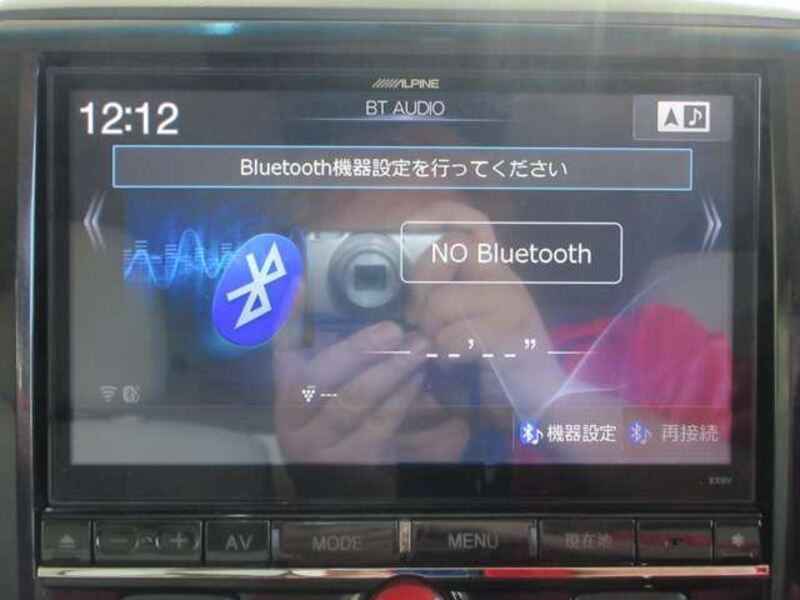 ALPINE
12:12
BT AUDIO
Bluetooth機器設定を行ってください
NO Bluetooth
--'--"
---
機器設定 再接続
AV MODE MENU 現在地